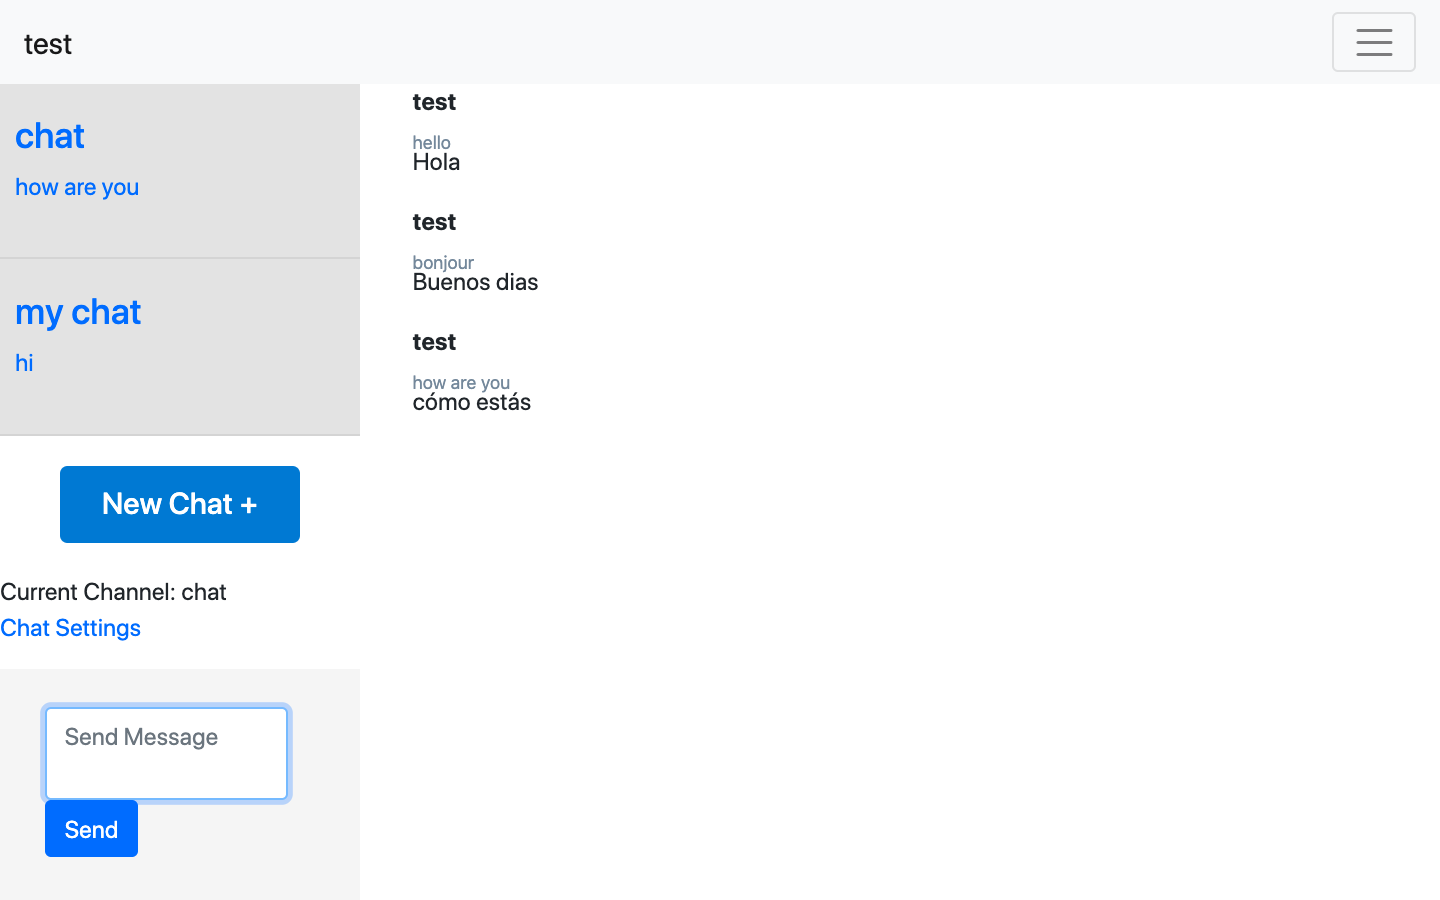 test
chat
how are you
my chat
hi
New Chat +
Current Channel: chat
Chat Settings
Send Message
Send
test
hello
Hola
test
bonjour
Buenos dias
test
how are you
cómo estás